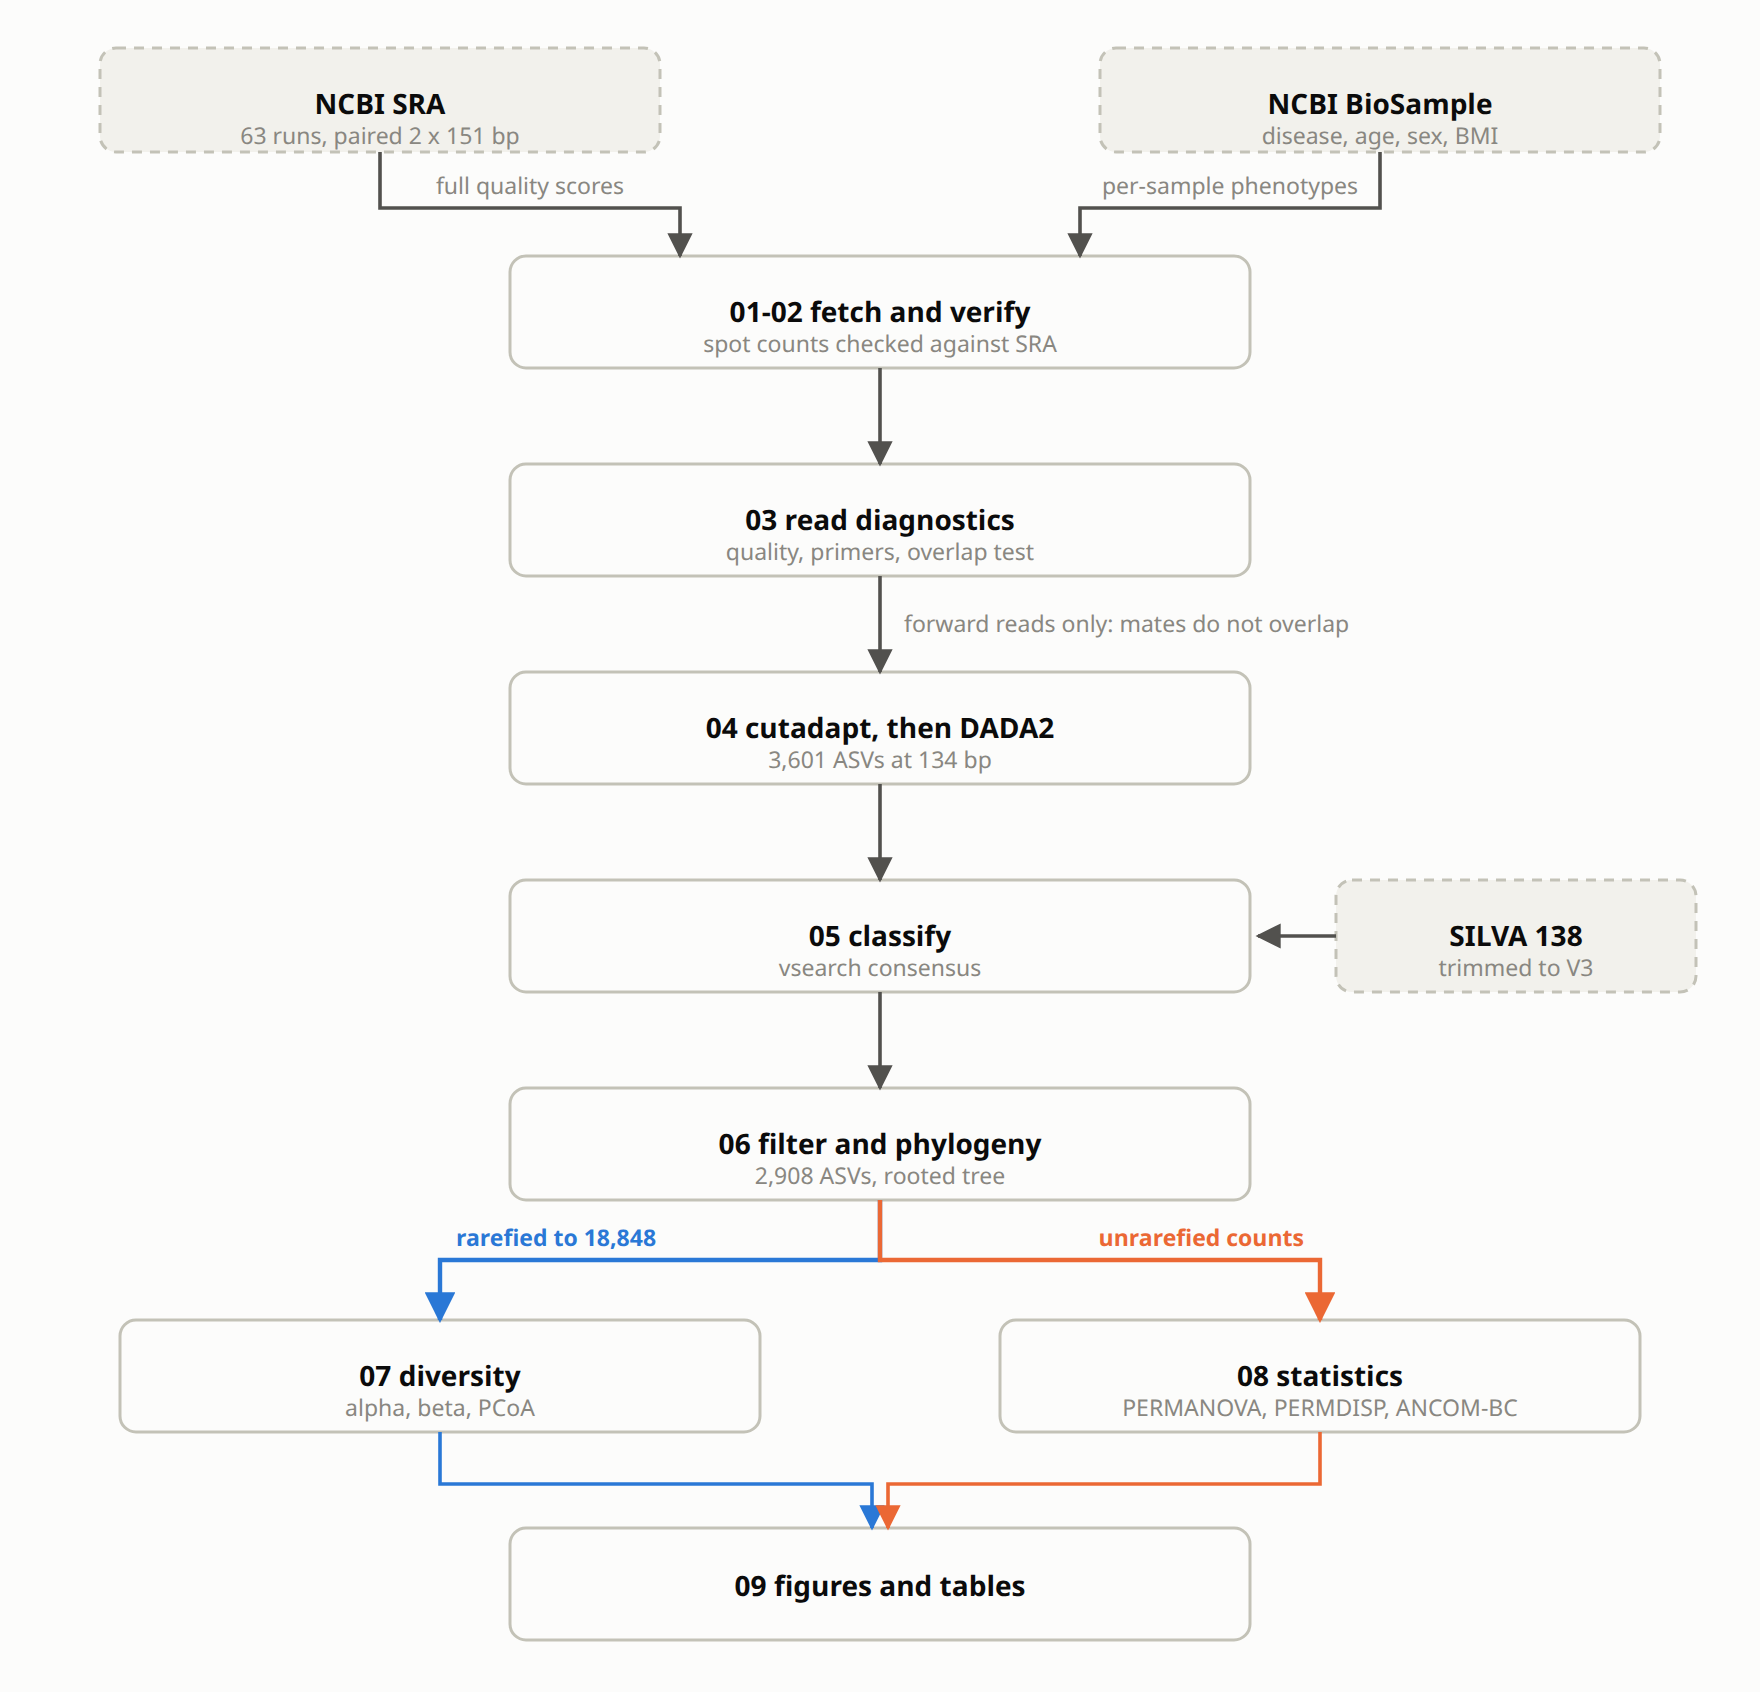 NCBI SRA
63 runs, paired 2 x 151 bp
NCBI BioSample
disease, age, sex, BMI
full quality scores
per-sample phenotypes
01-02 fetch and verify
spot counts checked against SRA
03 read diagnostics
quality, primers, overlap test
forward reads only: mates do not overlap
04 cutadapt, then DADA2
3,601 ASVs at 134 bp
05 classify
vsearch consensus
SILVA 138
trimmed to V3
06 filter and phylogeny
2,908 ASVs, rooted tree
rarefied to 18,848
unrarefied counts
07 diversity
alpha, beta, PCoA
08 statistics
PERMANOVA, PERMDISP, ANCOM-BC
09 figures and tables